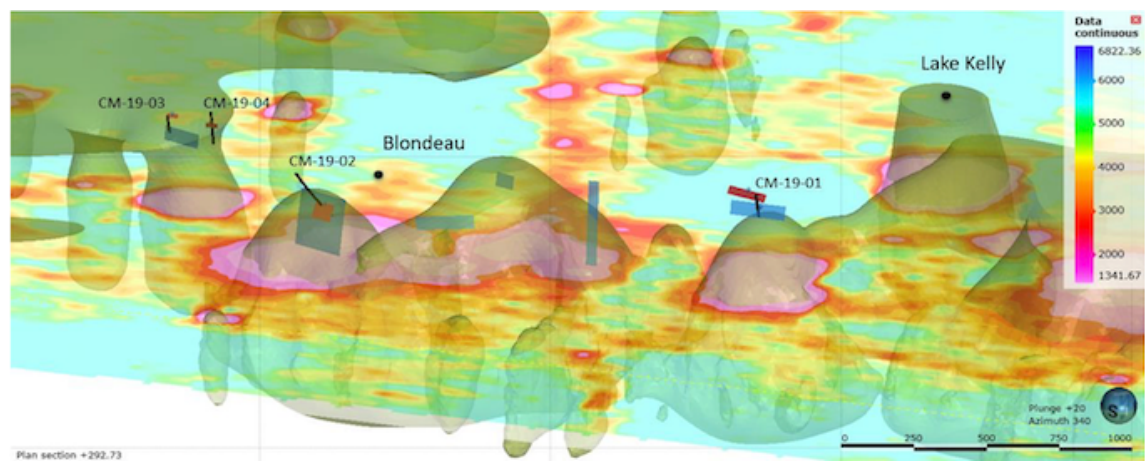 Data
continuous
6822.36
6000
5000
4000
3000
2000
1341.67
Lake Kelly
CM-19-03
CM-19-04
Blondeau
CM-19-02
CM-19-01
Plunge +20
Azimuth 340
S
0 250 500 750 1000
Plan section +292.73